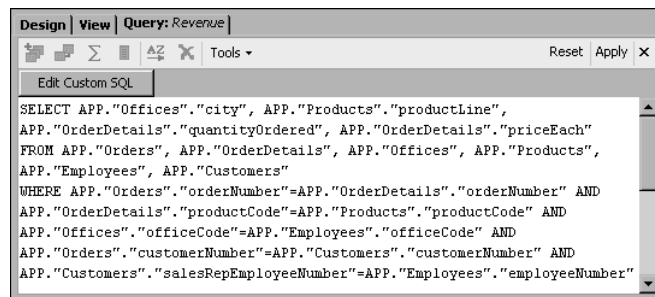 Design View Query: Revenue
Tools Reset Apply
Edit Custom SQL
SELECT APP."Offices"."city", APP."Products"."productLine",
APP."OrderDetails"."quantityOrdered", APP."OrderDetails"."priceEach"
FROM APP."Orders", APP."OrderDetails", APP."Offices", APP."Products",
APP."Employees", APP."Customers"
WHERE APP."Orders"."orderNumber"=APP."OrderDetails"."orderNumber" AND
APP."OrderDetails"."productCode"=APP."Products"."productCode" AND
APP."Offices"."officeCode"=APP."Employees"."officeCode" AND
APP."Orders"."customerNumber"=APP."Customers"."customerNumber" AND
APP."Customers"."salesRepEmployeeNumber"=APP."Employees"."employeeNumber"